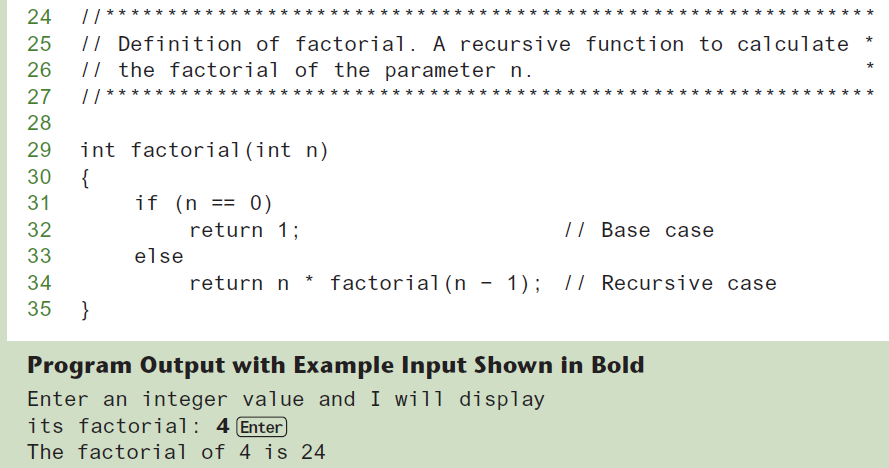 24 //***************************************************************
25 // Definition of factorial. A recursive function to calculate *
26 // the factorial of the parameter n. *
27 //***************************************************************
28
29 int factorial(int n)
30 {
31 if (n == 0)
32 return 1; // Base case
33 else
34 return n * factorial(n − 1); // Recursive case
35 }
Program Output with Example Input Shown in Bold
Enter an integer value and I will display
its factorial: 4 Enter
The factorial of 4 is 24